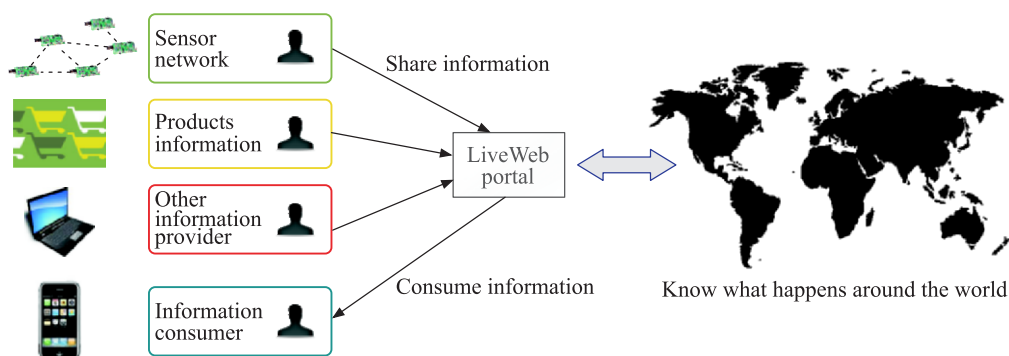 Sensor
network
Share information
Products
information
LiveWeb
portal
Other
information
provider
Consume information
Information
consumer
Know what happens around the world